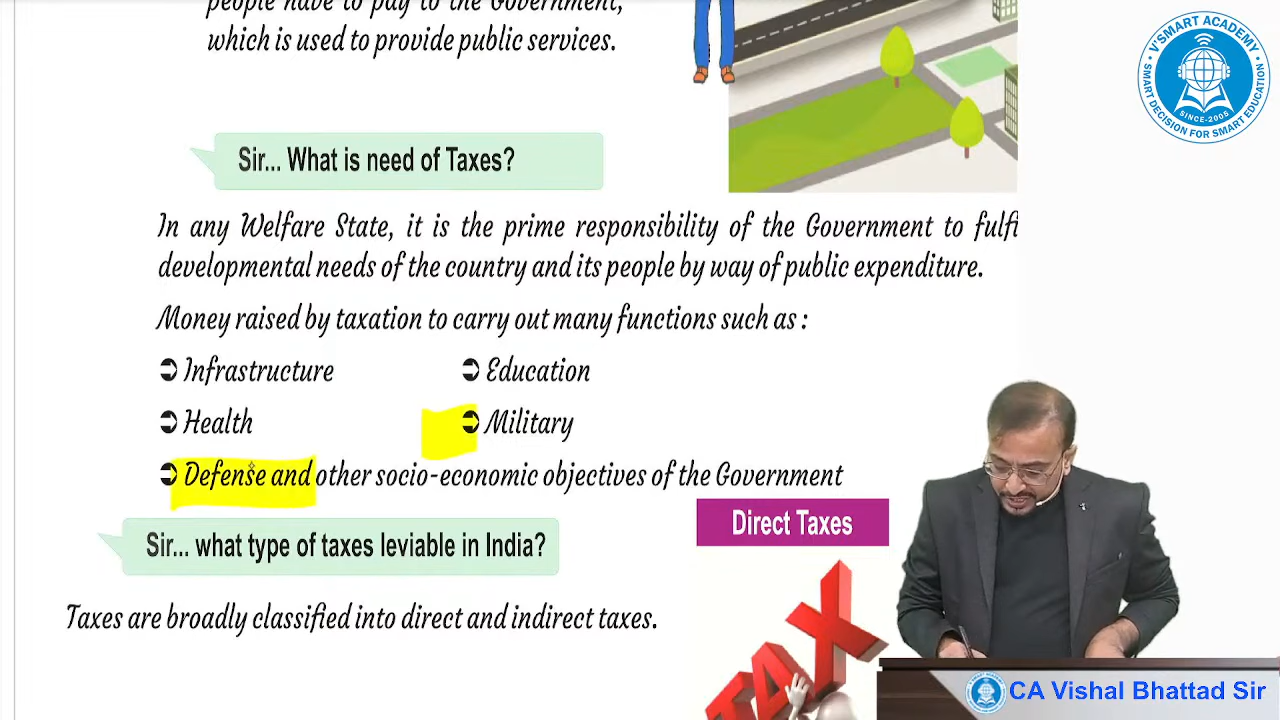 people have to pay to the Government,
which is used to provide public services.
V'SMART ACADEMY
SMART DECISION FOR SMART EDUCATION
SINCE-2005
Sir... What is need of Taxes?
In any Welfare State, it is the prime responsibility of the Government to fulfi
developmental needs of the country and its people by way of public expenditure.
Money raised by taxation to carry out many functions such as :
➲ Infrastructure ➲ Education
➲ Health ➲ Military
➲ Defense and other socio-economic objectives of the Government
Direct Taxes
Sir... what type of taxes leviable in India?
Taxes are broadly classified into direct and indirect taxes.
TAX
CA Vishal Bhattad Sir